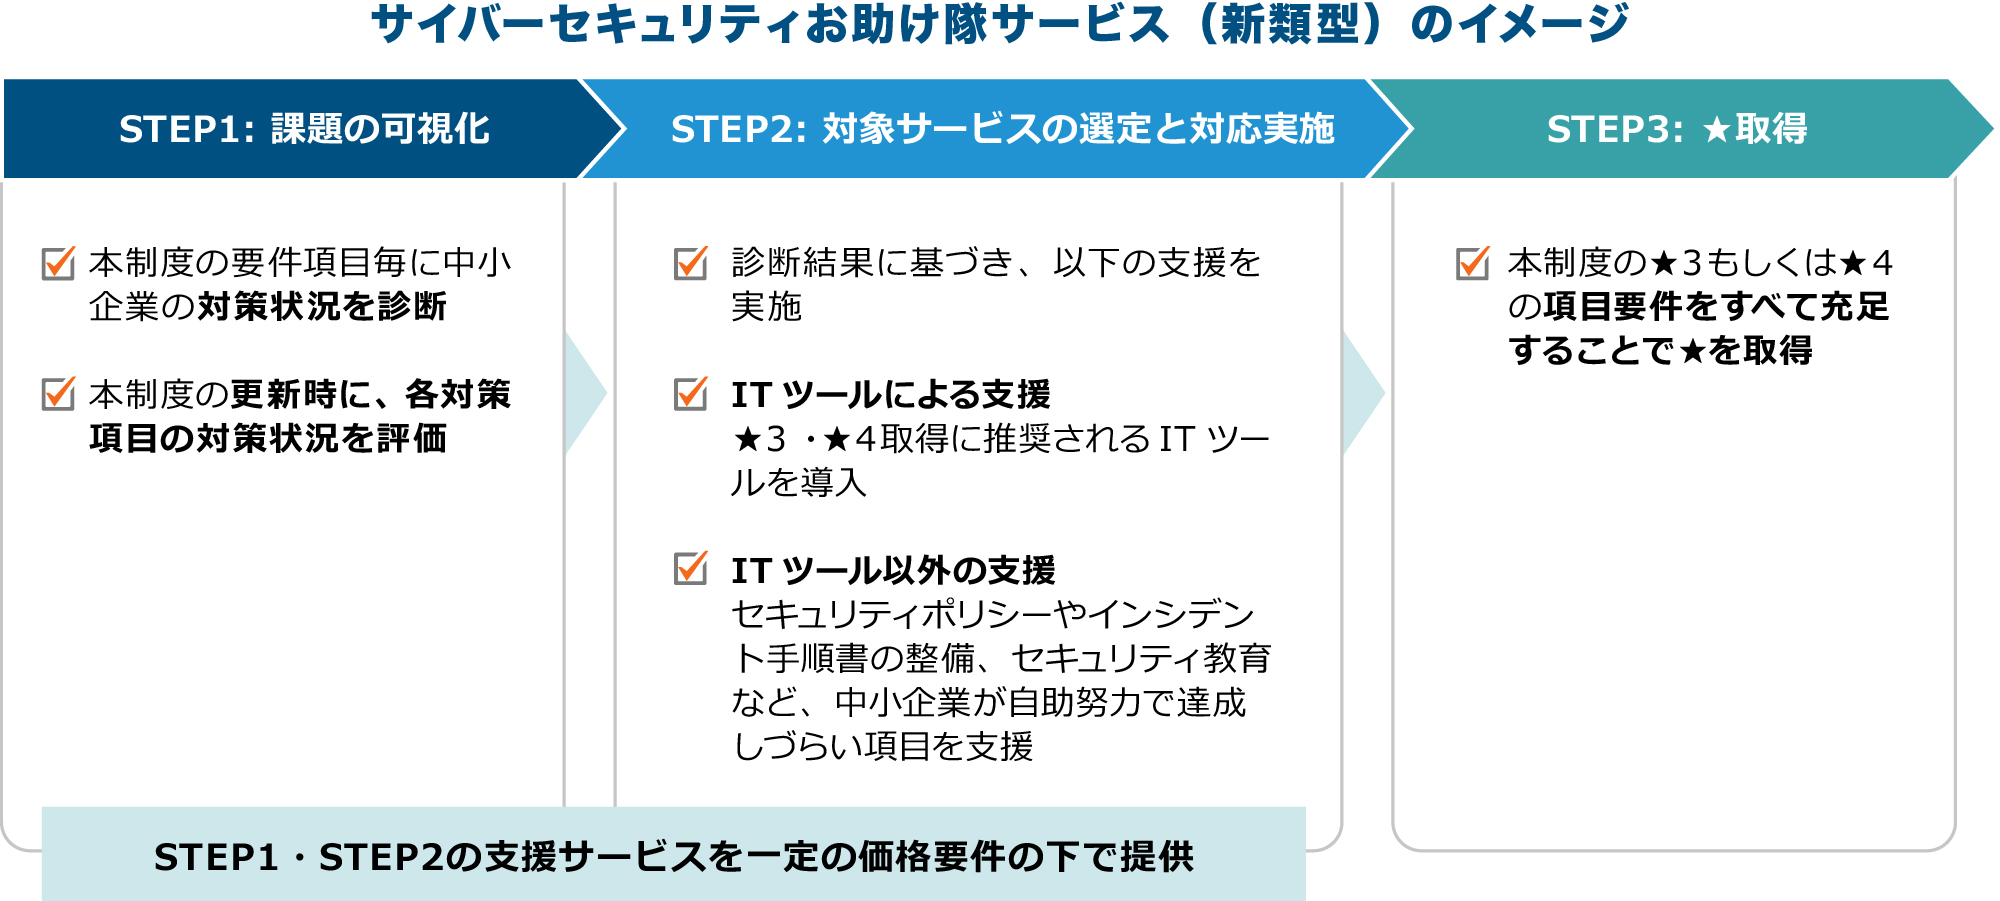 サイバーセキュリティお助け隊サービス（新類型）のイメージ
STEP1: 課題の可視化
本制度の要件項目毎に中小
企業の対策状況を診断
本制度の更新時に、各対策
項目の対策状況を評価
STEP2: 対象サービスの選定と対応実施
診断結果に基づき、以下の支援を
実施
IT ツールによる支援
★３・★４取得に推奨される IT ツー
ルを導入
IT ツール以外の支援
セキュリティポリシーやインシデン
ト手順書の整備、セキュリティ教育
など、中小企業が自助努力で達成
しづらい項目を支援
STEP3: ★取得
本制度の★３もしくは★４
の項目要件をすべて充足
することで★を取得
STEP1・STEP2の支援サービスを一定の価格要件の下で提供